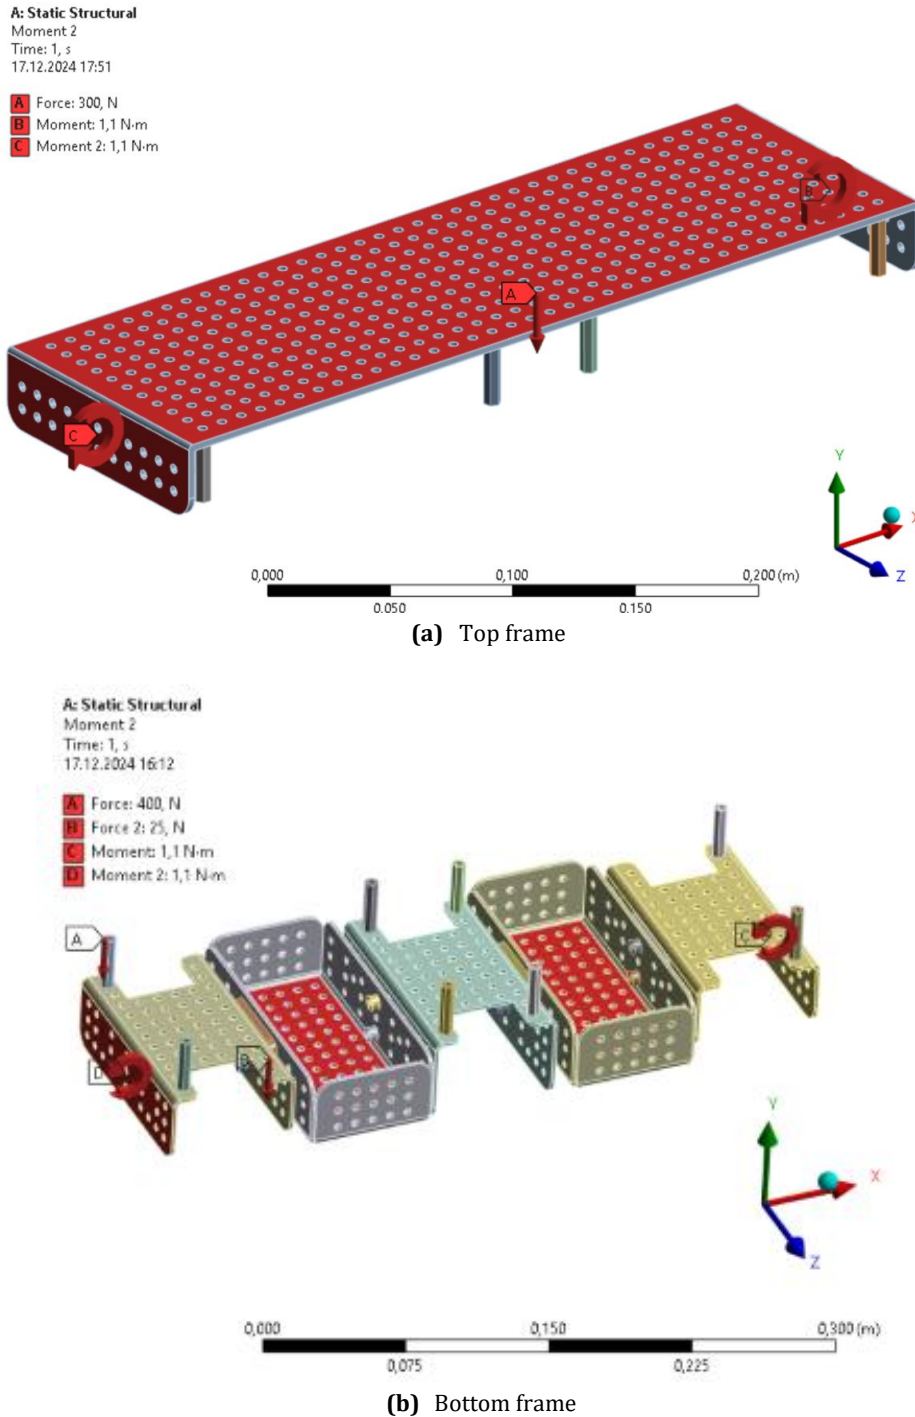 A: Static Structural
Moment 2
Time: 1, s
17.12.2024 17:51
A Force: 300, N
B Moment: 1,1 N·m
C Moment 2: 1,1 N·m
B
A
C
Y
X
Z
0,000 0,100 0,200 (m)
0.050 0.150
(a) Top frame
A: Static Structural
Moment 2
Time: 1, s
17.12.2024 16:12
A Force: 400, N
B Force 2: 25, N
C Moment: 1,1 N·m
D Moment 2: 1,1 N·m
A
C
B
D
Y
X
Z
0,000 0,150 0,300 (m)
0,075 0,225
(b) Bottom frame